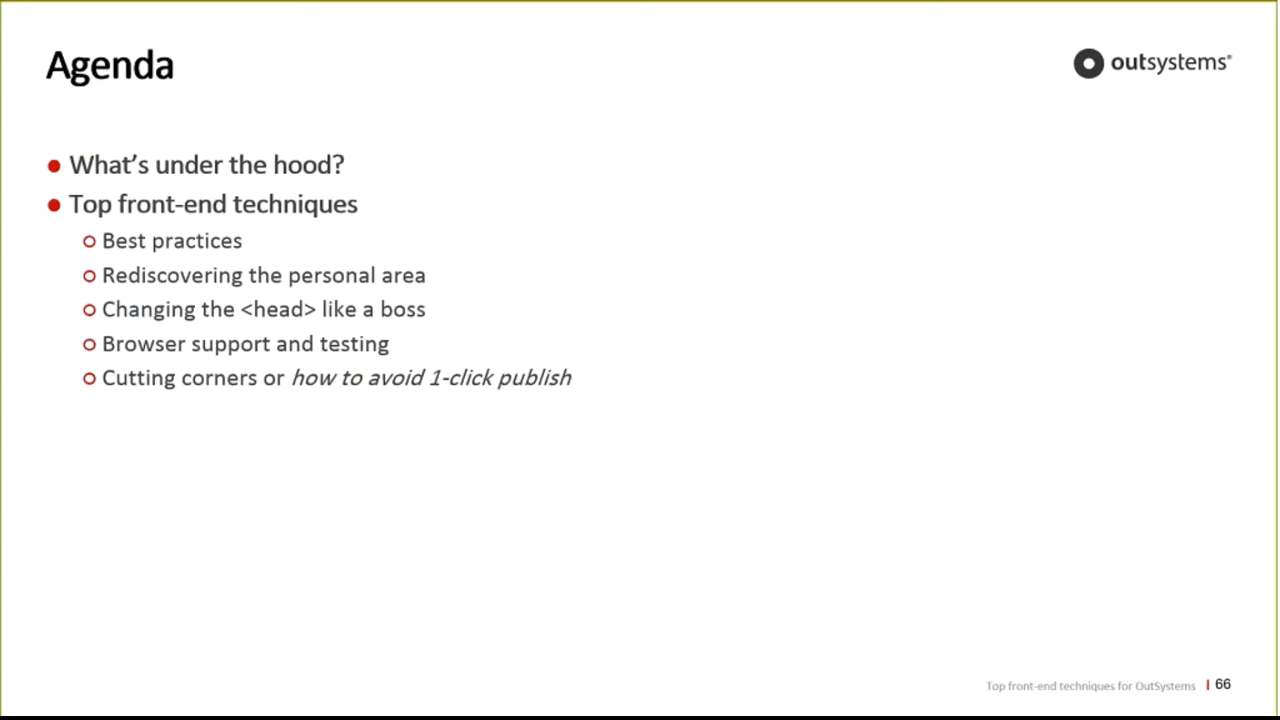 Agenda
outsystems®
What's under the hood?
Top front-end techniques
Best practices
Rediscovering the personal area
Changing the <head> like a boss
Browser support and testing
Cutting corners or how to avoid 1-click publish
Top front-end techniques for OutSystems | 66